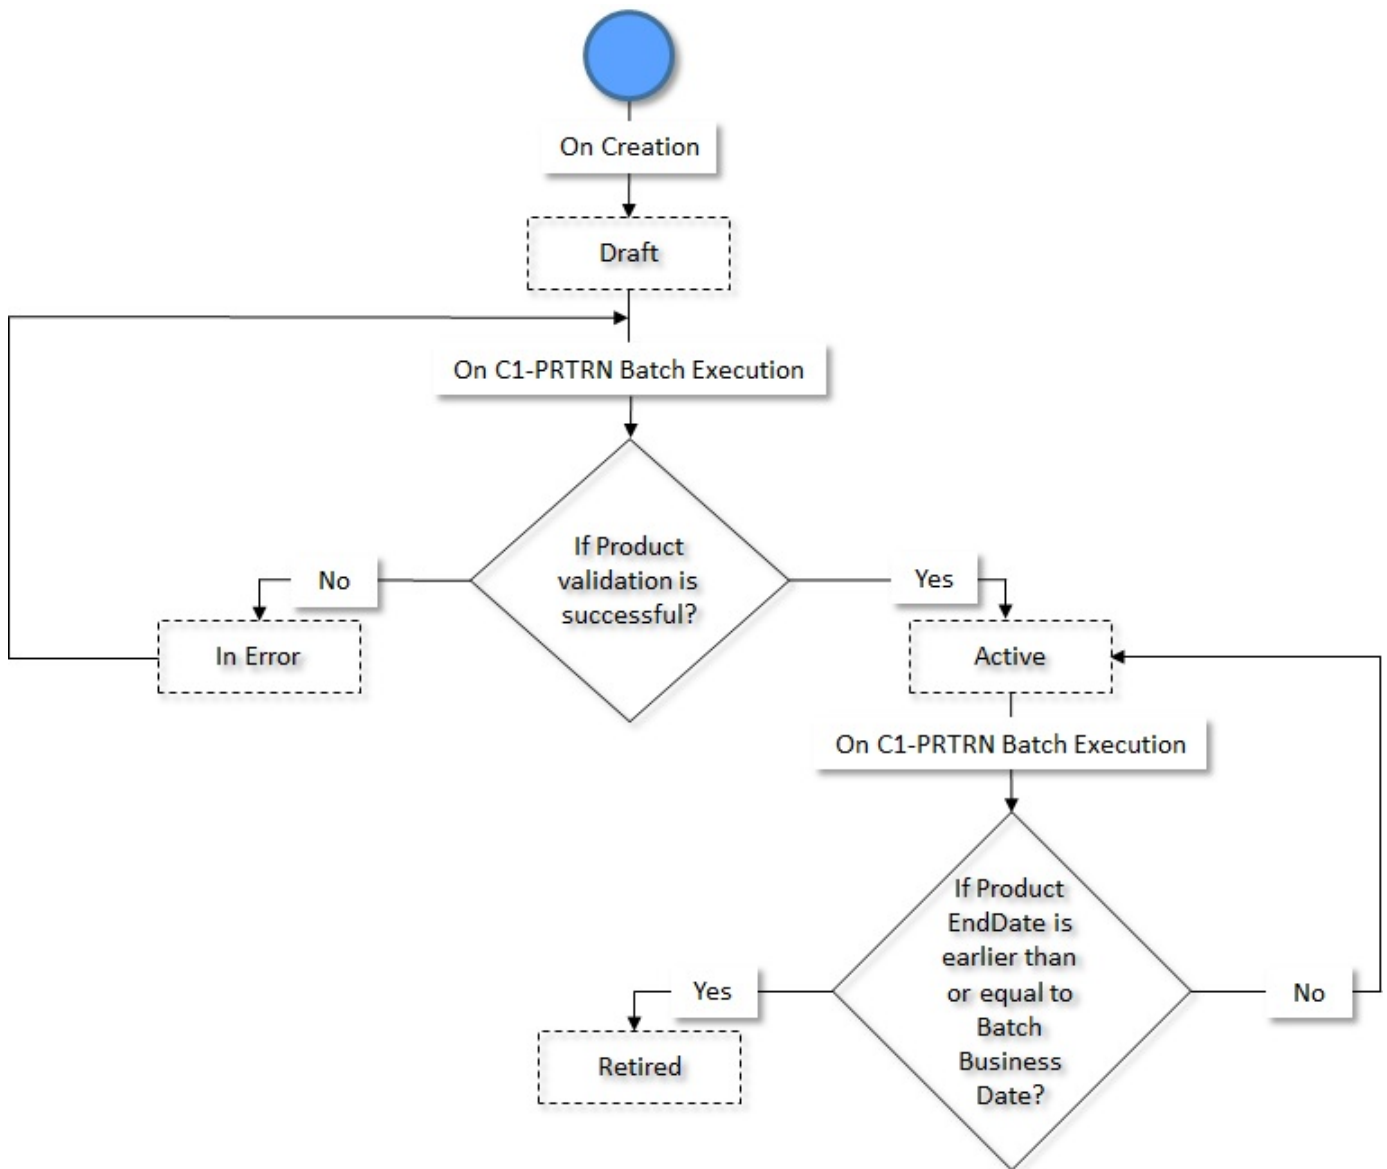 On Creation
Draft
On C1-PRTRN Batch Execution
If Product
validation is
successful?
No
Yes
In Error
Active
On C1-PRTRN Batch Execution
If Product
EndDate is
earlier than
or equal to
Batch
Business
Date?
Yes
No
Retired